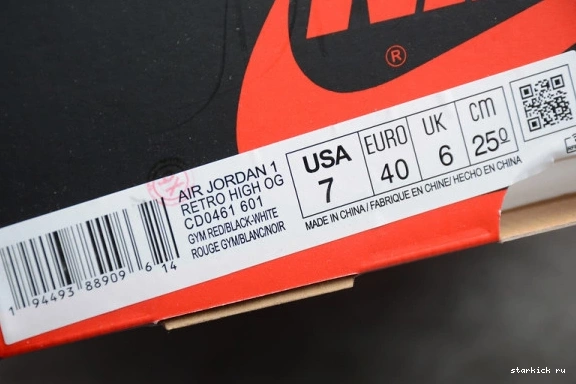 ®
AIR JORDAN 1
RETRO HIGH OG
CD0461 601
GYM RED/BLACK-WHITE
ROUGE GYM/BLANC/NOIR
USA
7
EURO
40
UK
6
cm
25º
MADE IN CHINA / FABRIQUE EN CHINE/ HECHO EN CHINA
1 94493 88909 6 14
starkick ru